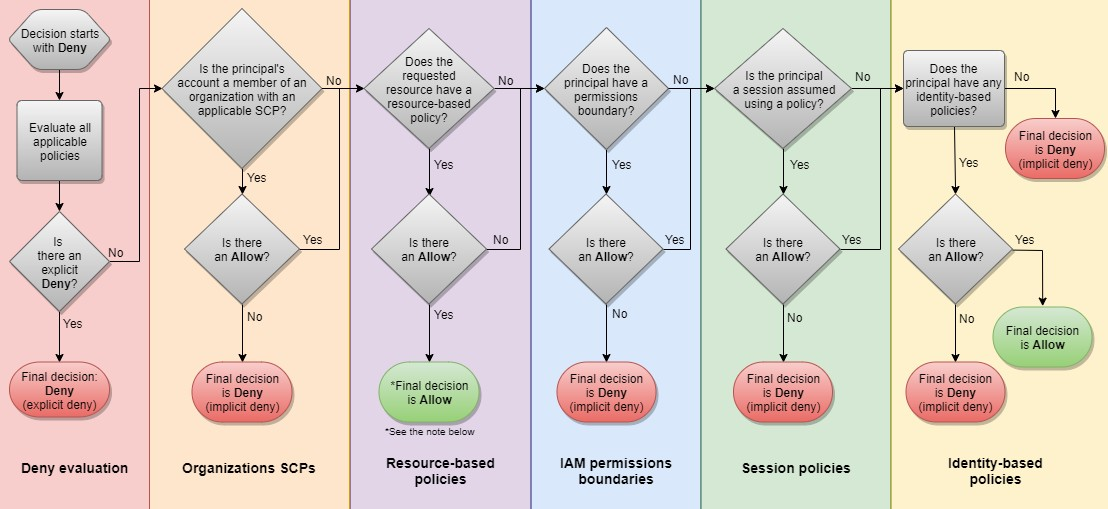 Decision starts
with Deny
Evaluate all
applicable
policies
Is
there an
explicit
Deny?
No
Yes
Final decision:
Deny
(explicit deny)
Deny evaluation
Is the principal's
account a member of an
organization with an
applicable SCP?
No
Yes
Is there
an Allow?
Yes
No
Final decision
is Deny
(implicit deny)
Organizations SCPs
Does the
requested
resource have a
resource-based
policy?
No
Yes
Is there
an Allow?
No
Yes
*Final decision
is Allow
*See the note below
Resource-based
policies
Does the
principal have a
permissions
boundary?
No
Yes
Is there
an Allow?
Yes
No
Final decision
is Deny
(implicit deny)
IAM permissions
boundaries
Is the principal
a session assumed
using a policy?
No
Yes
Is there
an Allow?
Yes
No
Final decision
is Deny
(implicit deny)
Session policies
Does the
principal have any
identity-based
policies?
No
Final decision
is Deny
(implicit deny)
Yes
Is there
an Allow?
Yes
Final decision
is Allow
No
Final decision
is Deny
(implicit deny)
Identity-based
policies